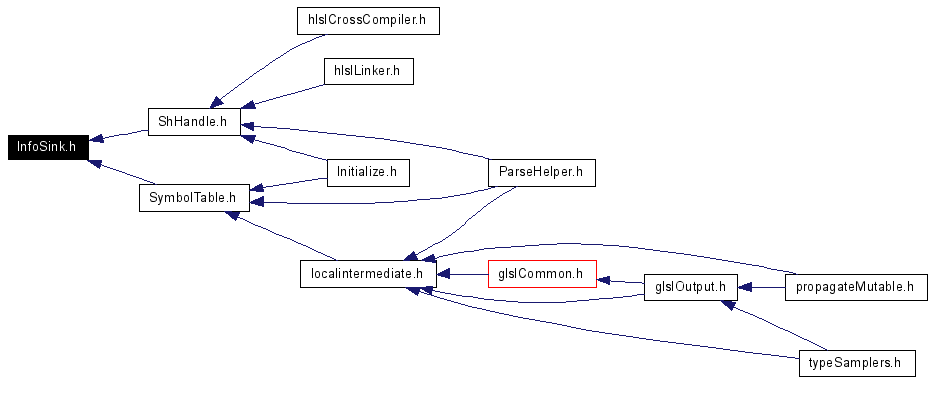 hlslCrossCompiler.h
hlslLinker.h
ShHandle.h
InfoSink.h
Initialize.h
ParseHelper.h
SymbolTable.h
localintermediate.h
glslCommon.h
glslOutput.h
propagateMutable.h
typeSamplers.h